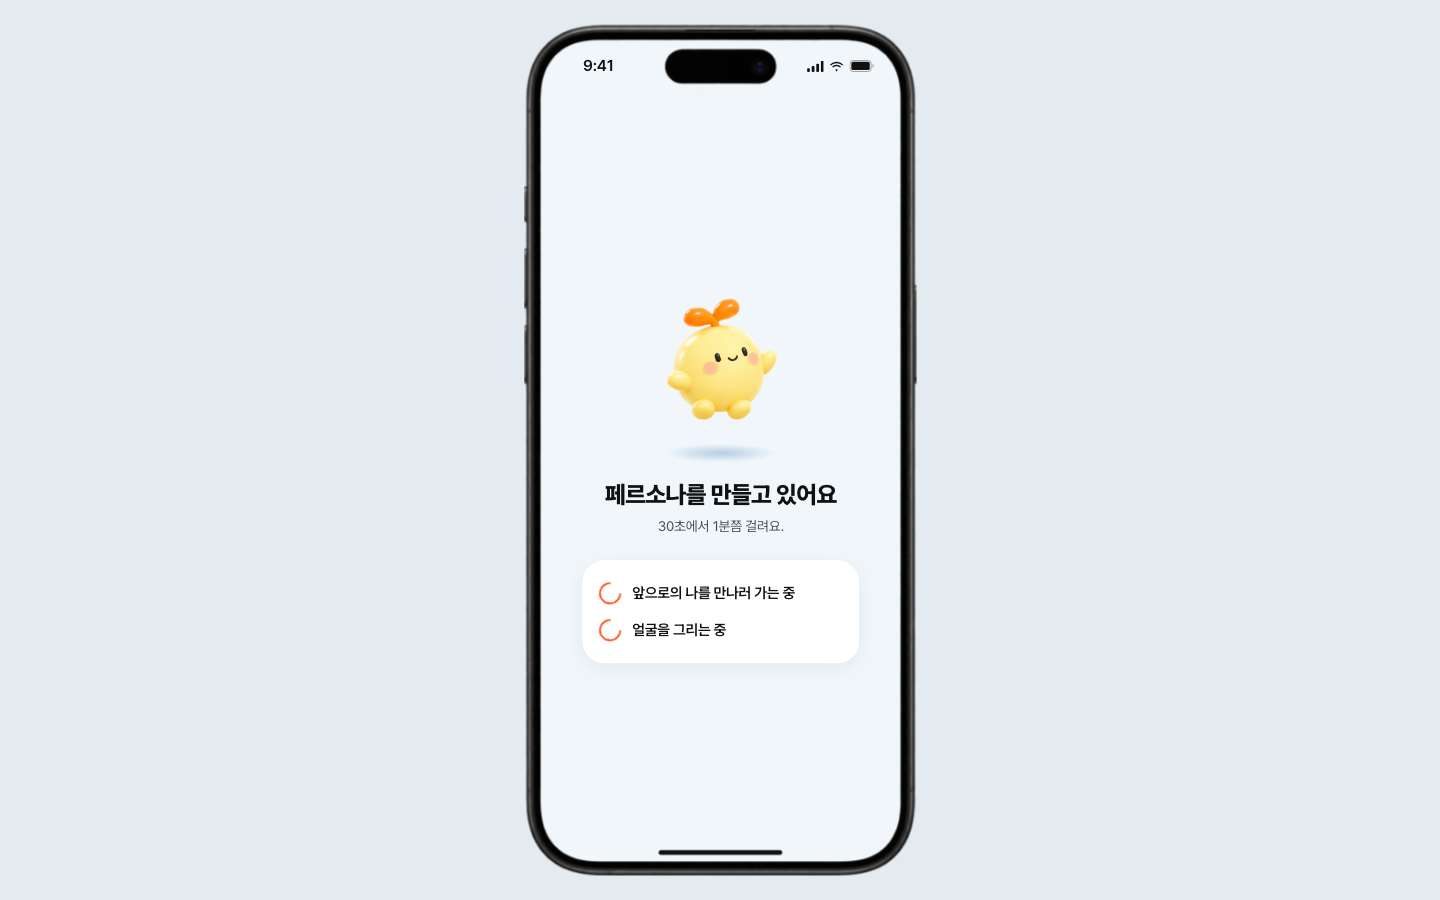 9:41
페르소나를 만들고 있어요
30초에서 1분쯤 걸려요.
앞으로의 나를 만나러 가는 중
얼굴을 그리는 중